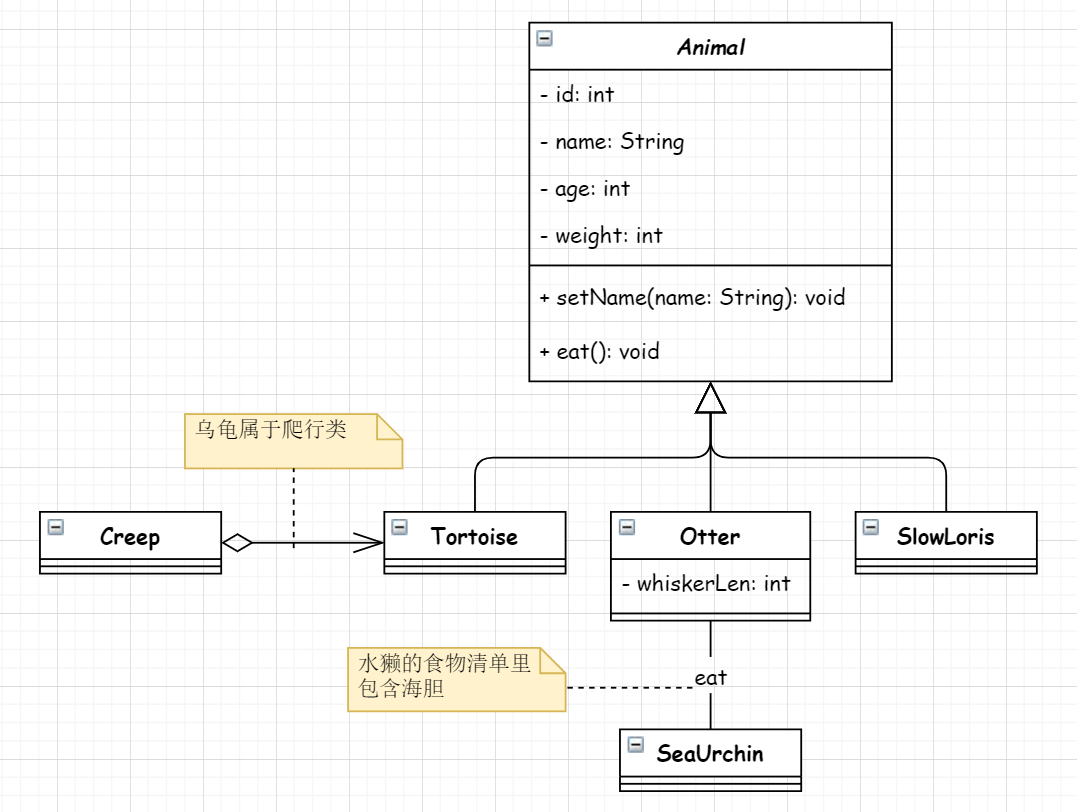 Animal
- id: int
- name: String
- age: int
- weight: int
+ setName(name: String): void
+ eat(): void
乌龟属于爬行类
Creep
Tortoise
Otter
- whiskerLen: int
SlowLoris
水獭的食物清单里
包含海胆
eat
SeaUrchin